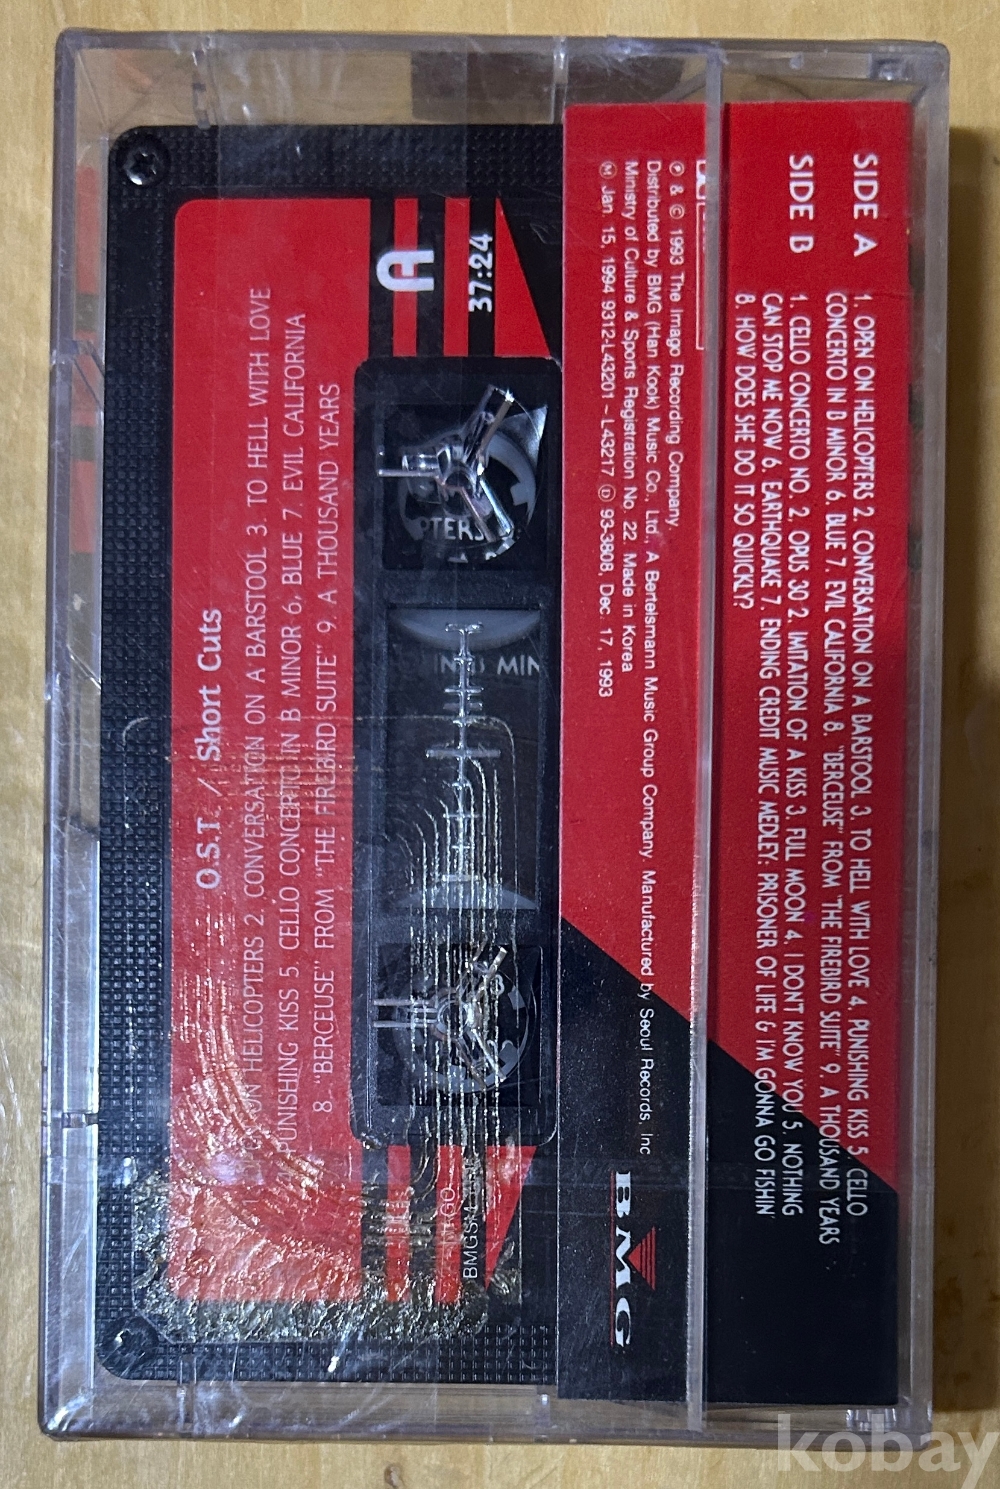 SIDE A
1. OPEN ON HELICOPTERS 2. CONVERSATION ON A BARSTOOL 3. TO HELL WITH LOVE 4. PUNISHING KISS 5. CELLO
CONCERTO IN D MINOR 6. BLUE 7. EVIL CALIFORNIA 8. "BERCEUSE" FROM "THE FIREBIRD SUITE" 9. A THOUSAND YEARS
SIDE B
1. CELLO CONCERTO NO. 2. OPUS 30 2. IMITATION OF A KISS 3. FULL MOON 4. I DONT KNOW YOU 5. NOTHING
CAN STOP ME NOW 6. EARTHQUAKE 7. ENDING CREDIT MUSIC MEDLEY: PRISONER OF LIFE & I'M GONNA GO FISHIN'
8. HOW DOES SHE DO IT SO QUICKLY?
Ⓟ & © 1993 The Imago Recording Company.
Distributed by BMG (Han Kook) Music Co., Ltd. A Bertelsmann Music Group Company. Manufactured by Seoul Records, Inc
Ministry of Culture & Sports Registration No. 22. Made in Korea
Ⓜ Jan. 15, 1994 9312-L43201 ~ L43217 Ⓓ 93-3808, Dec. 17, 1993
BMG
O.S.T. / Short Cuts
ON HELICOPTERS 2. CONVERSATION ON A BARSTOOL 3. TO HELL WITH LOVE
PUNISHING KISS 5. CELLO CONCERTO IN B MINOR 6. BLUE 7. EVIL CALIFORNIA
8. "BERCEUSE" FROM "THE FIREBIRD SUITE" 9. A THOUSAND YEARS
A
37:24
PTERS
MIN
kobay